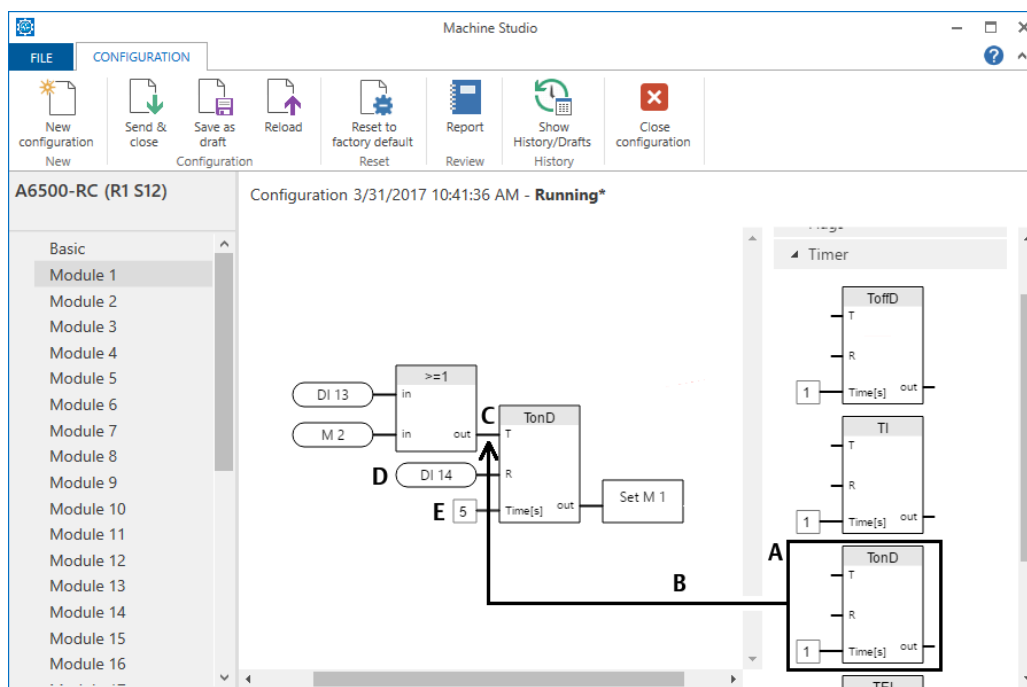 Machine Studio
FILE
CONFIGURATION
New configuration
Send & close
Save as draft
Reload
Reset to factory default
Report
Show History/Drafts
Close configuration
New
Configuration
Reset
Review
History
A6500-RC (R1 S12)
Configuration 3/31/2017 10:41:36 AM - Running*
Basic
Module 1
Module 2
Module 3
Module 4
Module 5
Module 6
Module 7
Module 8
Module 9
Module 10
Module 11
Module 12
Module 13
Module 14
Module 15
Module 16
>=1
DI 13
in
M 2
in
out
C
TonD
T
D
DI 14
R
E
5
Time[s]
out
Set M 1
B
Timer
ToffD
T
R
1
Time[s]
out
TI
T
R
1
Time[s]
out
A
TonD
T
R
1
Time[s]
out